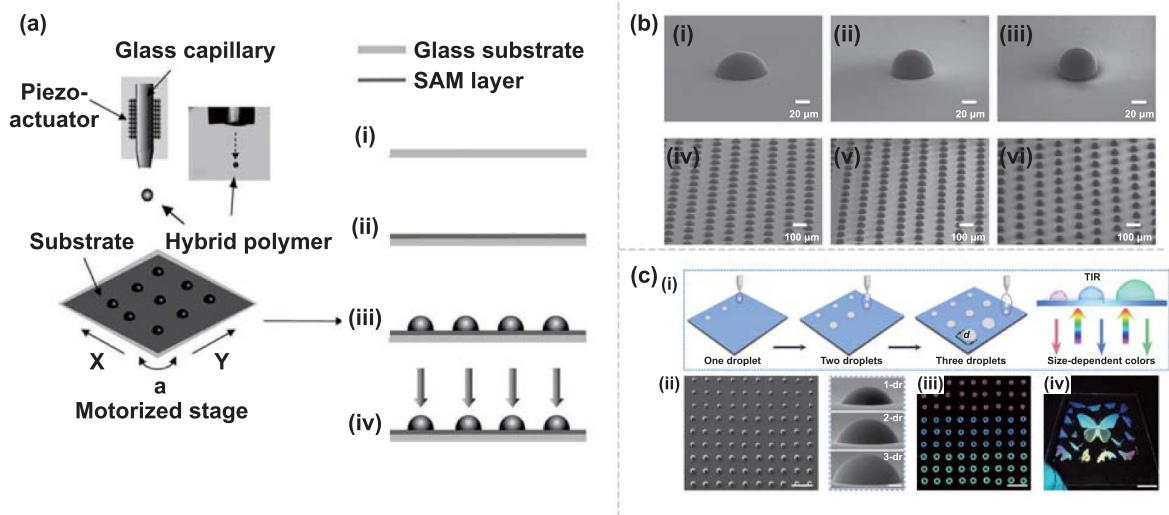 (a)
Glass capillary
Piezo-
actuator
Hybrid polymer
Substrate
X
Y
a
Motorized stage
Glass substrate
SAM layer
(i)
(ii)
(iii)
(iv)
(b)
(i)
(ii)
(iii)
20 µm
20 µm
20 µm
(iv)
(v)
(vi)
100 µm
100 µm
100 µm
(c)
(i)
d
TIR
One droplet
Two droplets
Three droplets
Size-dependent colors
(ii)
1-dr
2-dr
3-dr
(iii)
(iv)